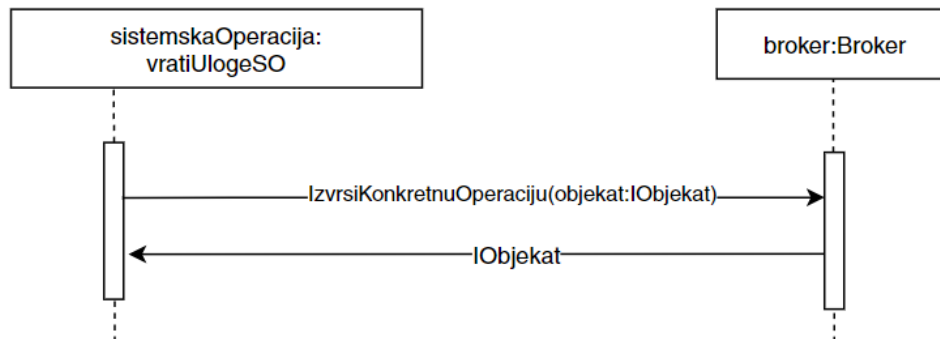 sistemskaOperacija:
vratiUlogeSO
broker:Broker
IzvrsiKonkretnuOperaciju(objekat:IObjekat)
IObjekat